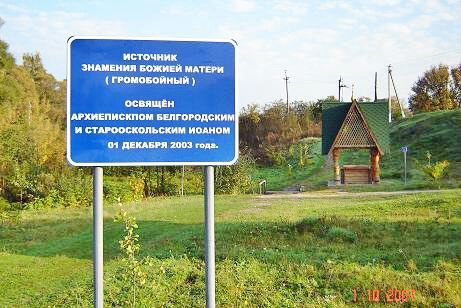 ИСТОЧНИК
ЗНАМЕНИЯ БОЖИЕЙ МАТЕРИ
( ГРОМОБОЙНЫЙ )
ОСВЯЩЁН
АРХИЕПИСКПОМ БЕЛГОРОДСКИМ
И СТАРООСКОЛЬСКИМ ИОАНОМ
01 ДЕКАБРЯ 2003 года.
1 10 2007